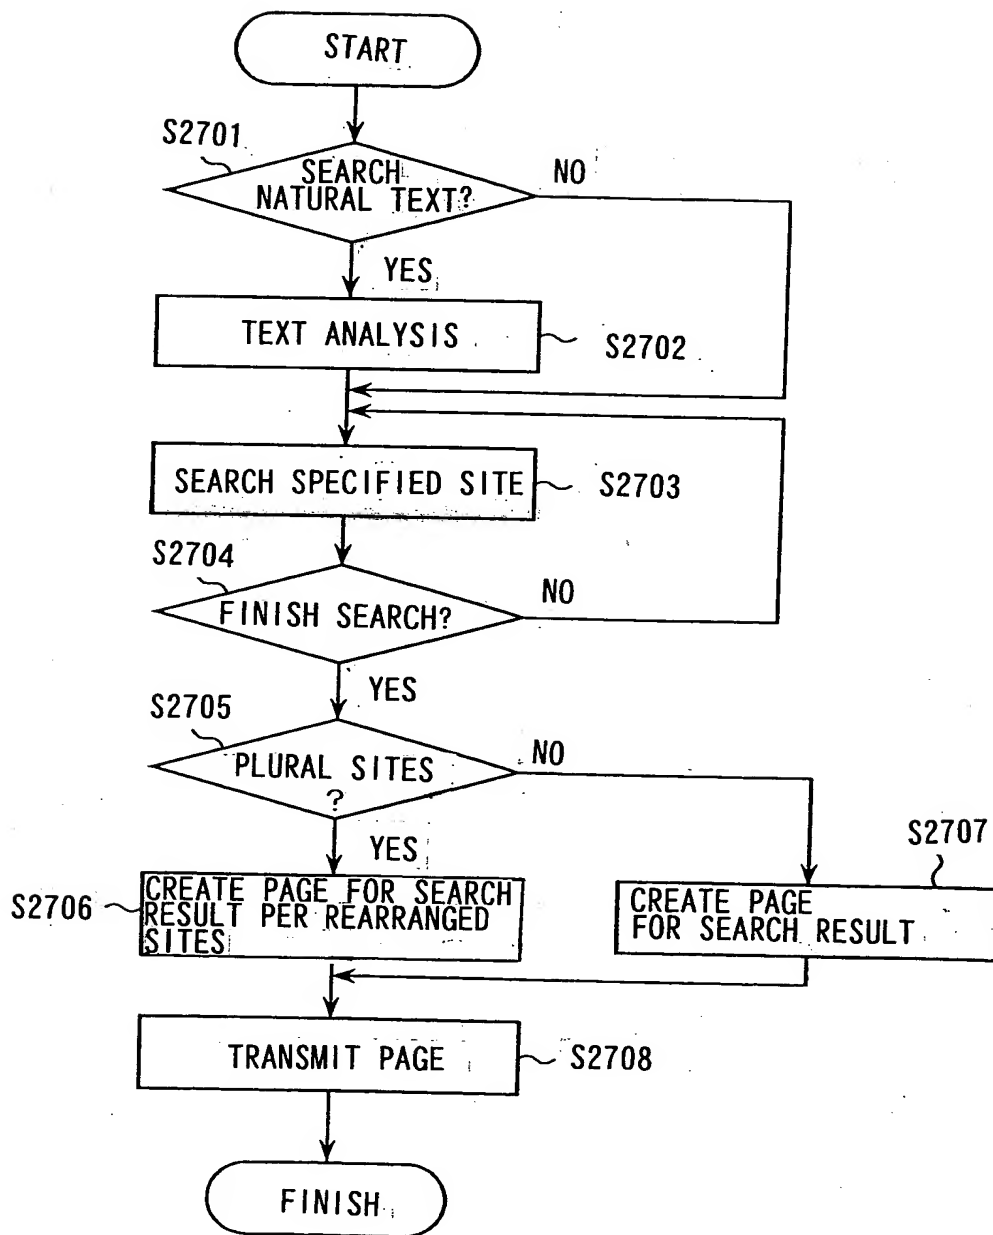 START
S2701
SEARCH
NATURAL TEXT?
NO
YES
TEXT ANALYSIS
S2702
SEARCH SPECIFIED SITE
S2703
S2704
FINISH SEARCH?
NO
YES
S2705
PLURAL SITES
?
NO
YES
S2706
CREATE PAGE FOR SEARCH
RESULT PER REARRANGED
SITES
S2707
CREATE PAGE
FOR SEARCH RESULT
TRANSMIT PAGE
S2708
FINISH